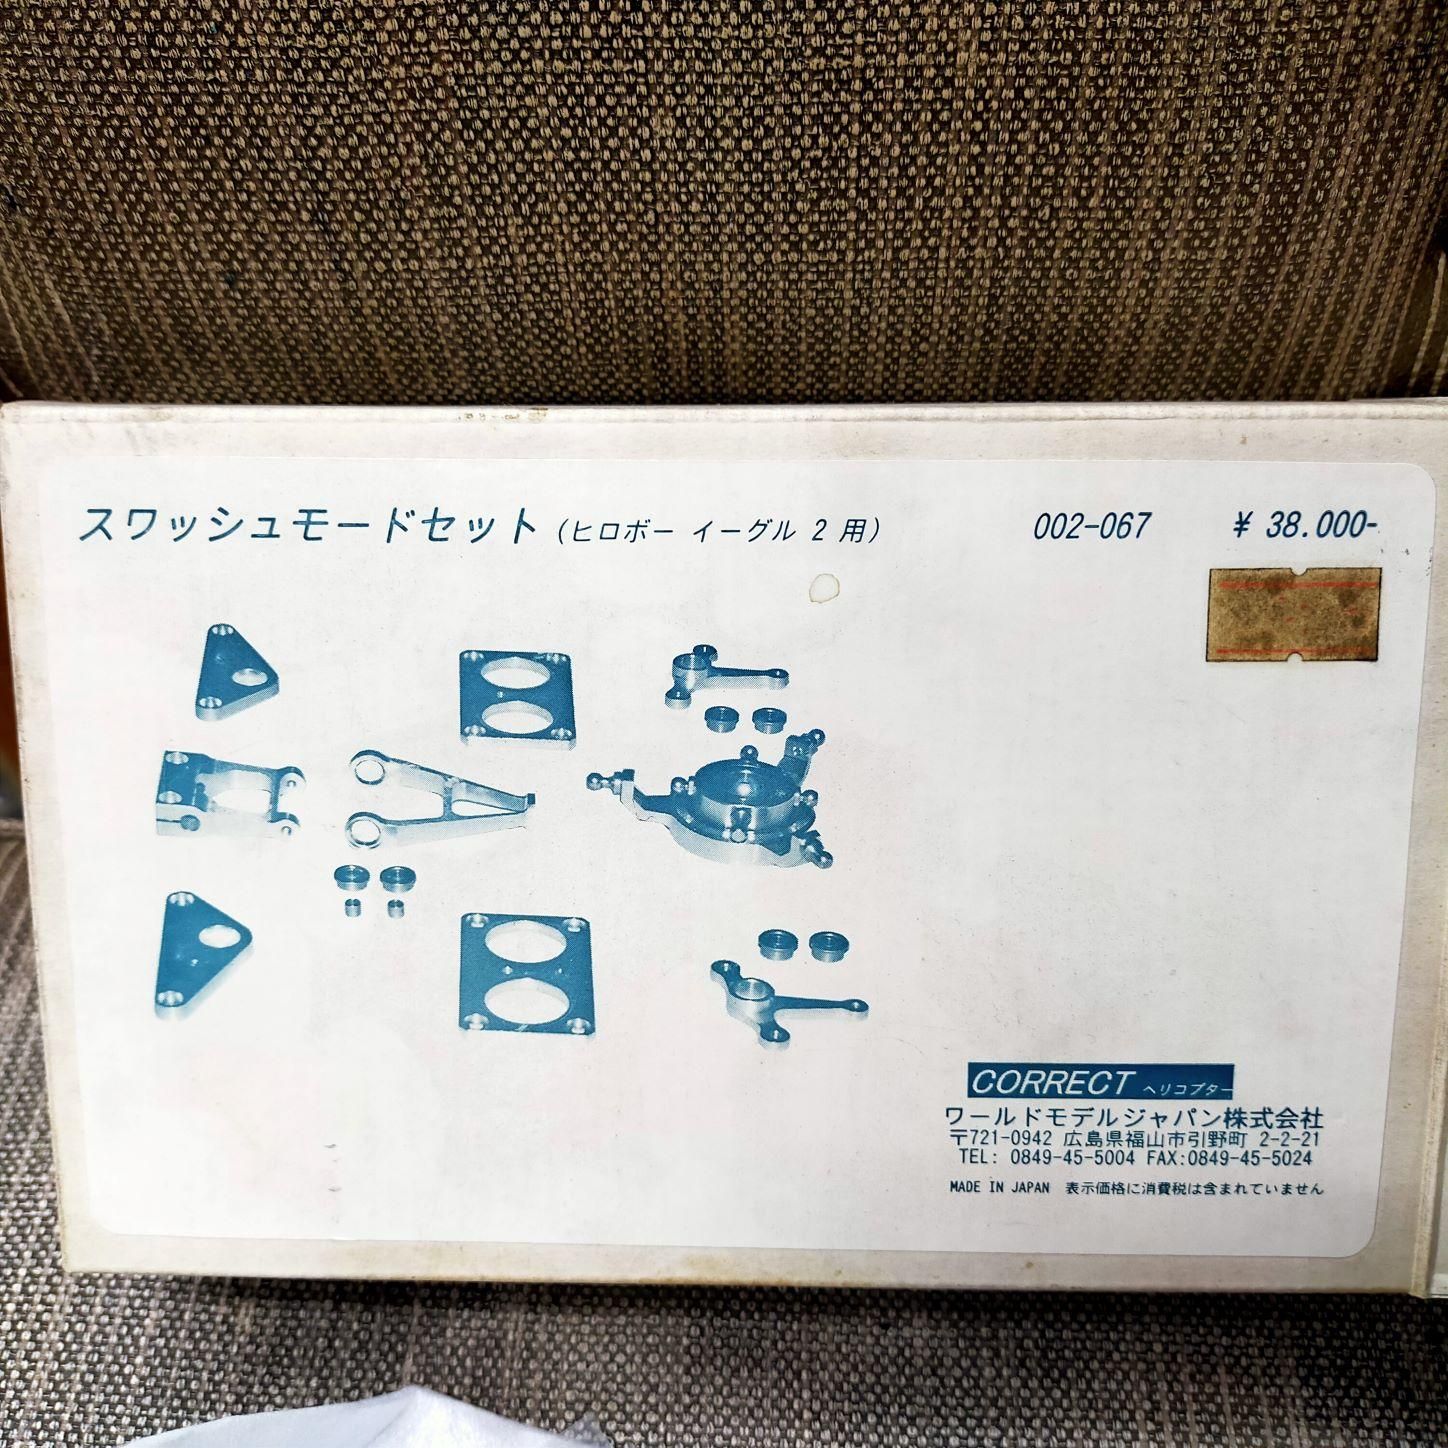 スワッシュモードセット (ヒロボー イーグル 2 用) 002-067 ¥ 38.000-
CORRECT ヘリコプター
ワールドモデルジャパン株式会社
〒721-0942 広島県福山市引野町 2-2-21
TEL: 0849-45-5004 FAX:0849-45-5024
MADE IN JAPAN 表示価格に消費税は含まれていません